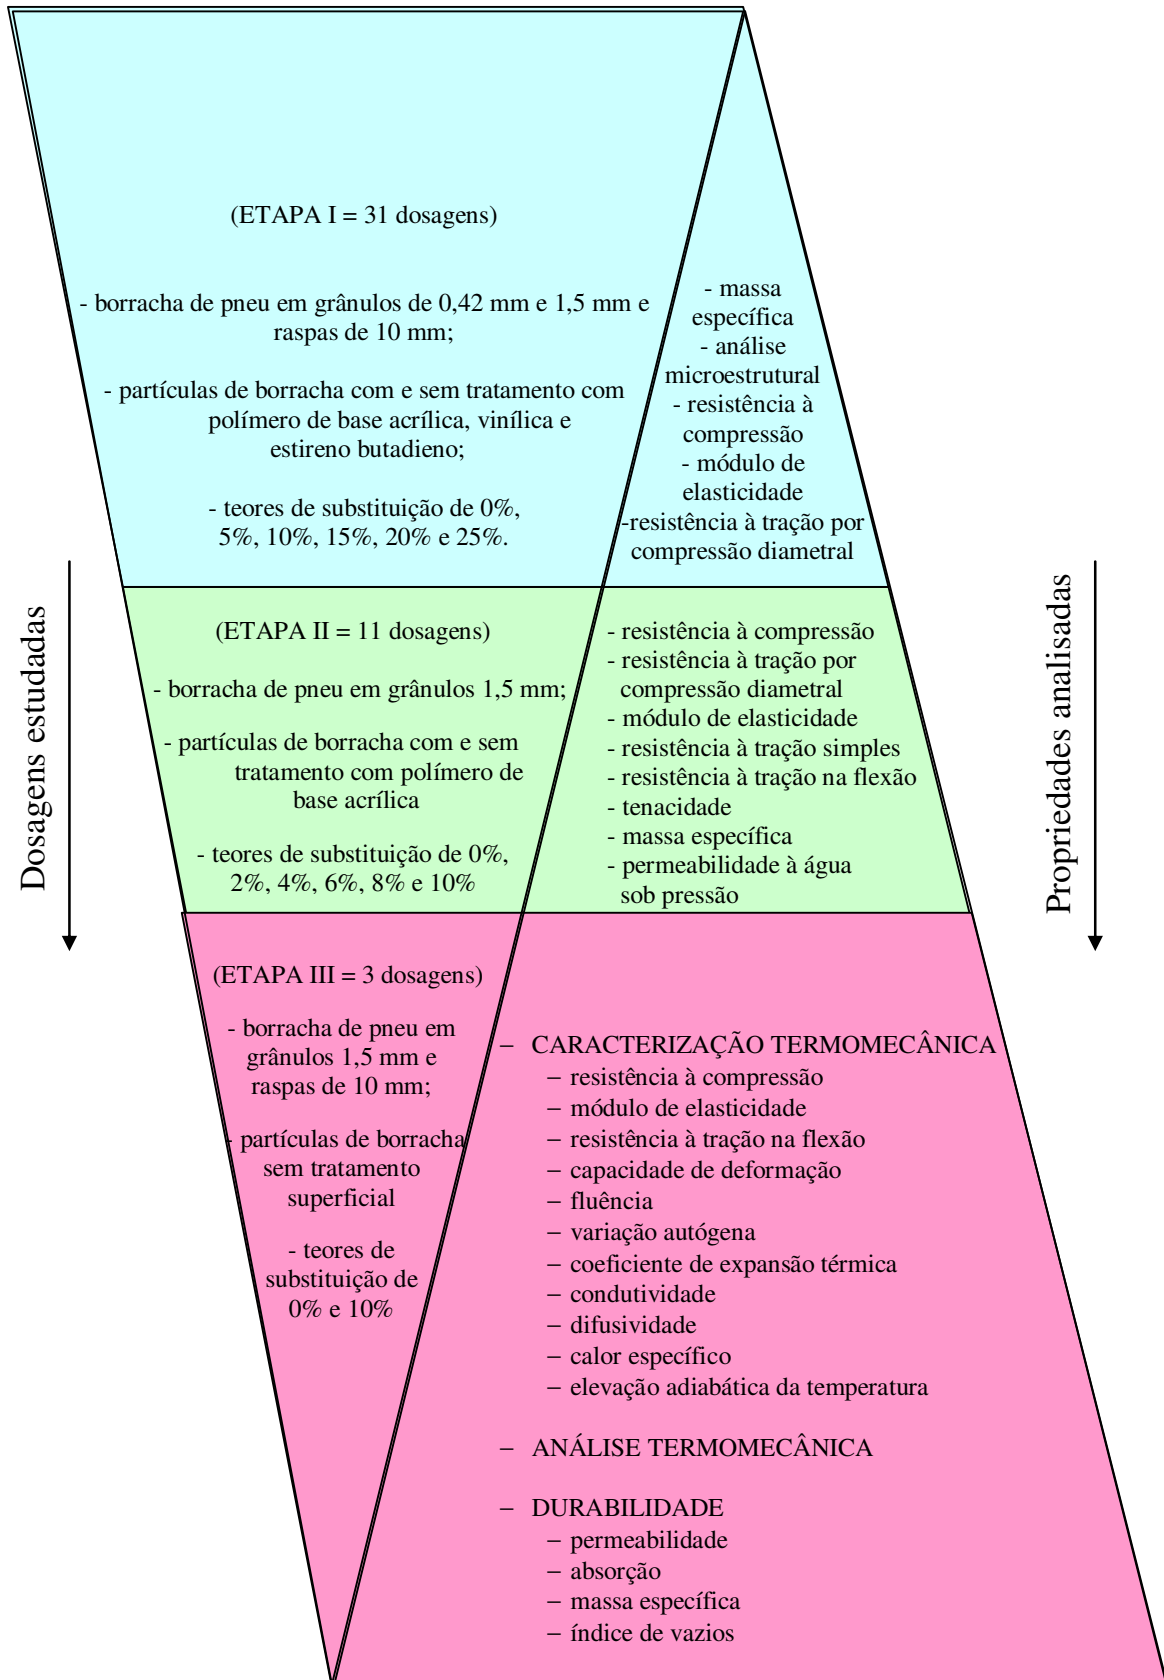 (ETAPA I = 31 dosagens)
- borracha de pneu em grânulos de 0,42 mm e 1,5 mm e
raspas de 10 mm;
- partículas de borracha com e sem tratamento com
polímero de base acrílica, vinílica e
estireno butadieno;
- teores de substituição de 0%,
5%, 10%, 15%, 20% e 25%.
- massa
específica
- análise
microestrutural
- resistência à
compressão
- módulo de
elasticidade
-resistência à tração por
compressão diametral
Dosagens estudadas
(ETAPA II = 11 dosagens)
- borracha de pneu em grânulos 1,5 mm;
- partículas de borracha com e sem
tratamento com polímero de
base acrílica
- teores de substituição de 0%,
2%, 4%, 6%, 8% e 10%
- resistência à compressão
- resistência à tração por
compressão diametral
- módulo de elasticidade
- resistência à tração simples
- resistência à tração na flexão
- tenacidade
- massa específica
- permeabilidade à água
sob pressão
Propriedades analisadas
(ETAPA III = 3 dosagens)
- borracha de pneu em
grânulos 1,5 mm e
raspas de 10 mm;
- partículas de borracha
sem tratamento
superficial
- teores de
substituição de
0% e 10%
– CARACTERIZAÇÃO TERMOMECÂNICA
– resistência à compressão
– módulo de elasticidade
– resistência à tração na flexão
– capacidade de deformação
– fluência
– variação autógena
– coeficiente de expansão térmica
– condutividade
– difusividade
– calor específico
– elevação adiabática da temperatura
– ANÁLISE TERMOMECÂNICA
– DURABILIDADE
– permeabilidade
– absorção
– massa específica
– índice de vazios